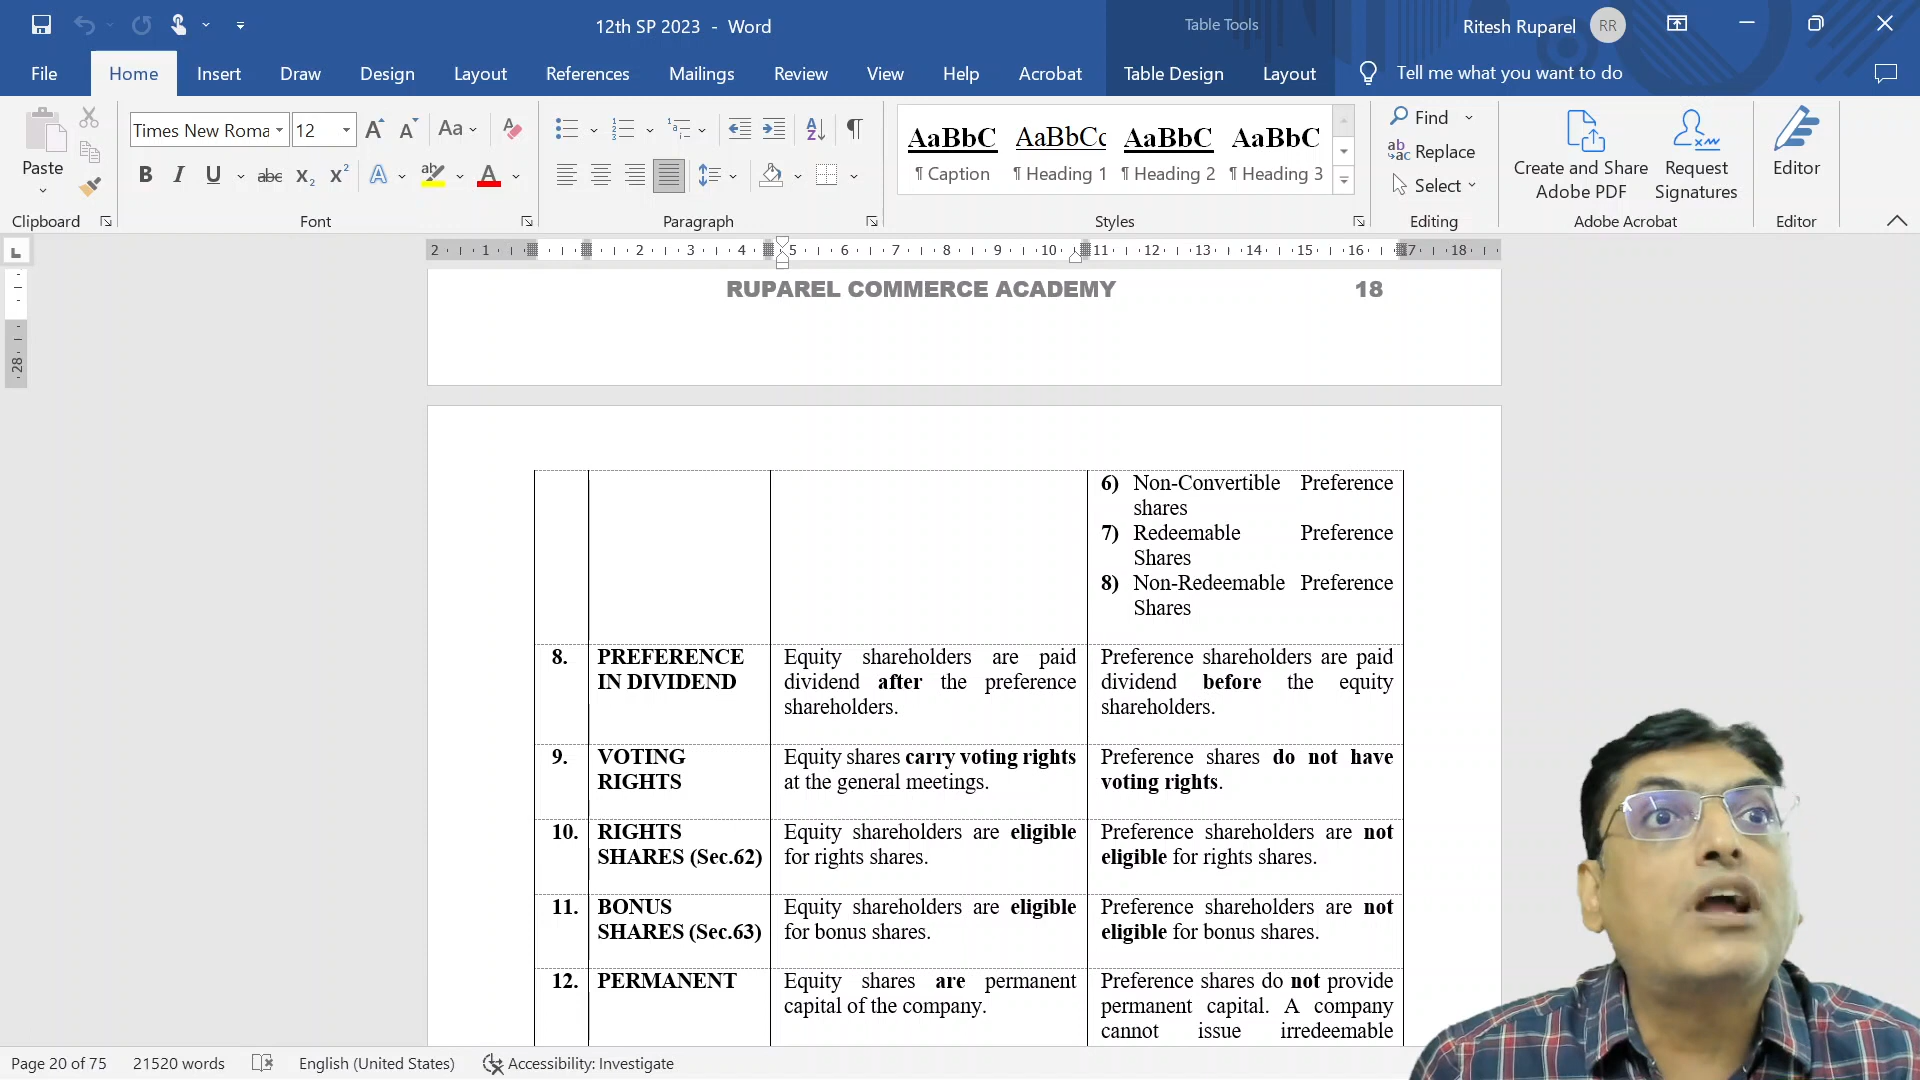 12th SP 2023 - Word
Table Tools
Ritesh Ruparel RR
File Home Insert Draw Design Layout References Mailings Review View Help Acrobat Table Design Layout Tell me what you want to do
Times New Roma 12
Paste
Clipboard
Font
Paragraph
AaBbC AaBbCc AaBbC AaBbC
¶ Caption ¶ Heading 1 ¶ Heading 2 ¶ Heading 3
Styles
Find
Replace
Select
Editing
Create and Share
Adobe PDF
Request
Signatures
Adobe Acrobat
Editor
Editor
RUPAREL COMMERCE ACADEMY 18
6) Non-Convertible Preference
shares
7) Redeemable Preference
Shares
8) Non-Redeemable Preference
Shares
8. PREFERENCE
IN DIVIDEND
Equity shareholders are paid
dividend after the preference
shareholders.
Preference shareholders are paid
dividend before the equity
shareholders.
9. VOTING
RIGHTS
Equity shares carry voting rights
at the general meetings.
Preference shares do not have
voting rights.
10. RIGHTS
SHARES (Sec.62)
Equity shareholders are eligible
for rights shares.
Preference shareholders are not
eligible for rights shares.
11. BONUS
SHARES (Sec.63)
Equity shareholders are eligible
for bonus shares.
Preference shareholders are not
eligible for bonus shares.
12. PERMANENT
Equity shares are permanent
capital of the company.
Preference shares do not provide
permanent capital. A company
cannot issue irredeemable
Page 20 of 75 21520 words English (United States) Accessibility: Investigate